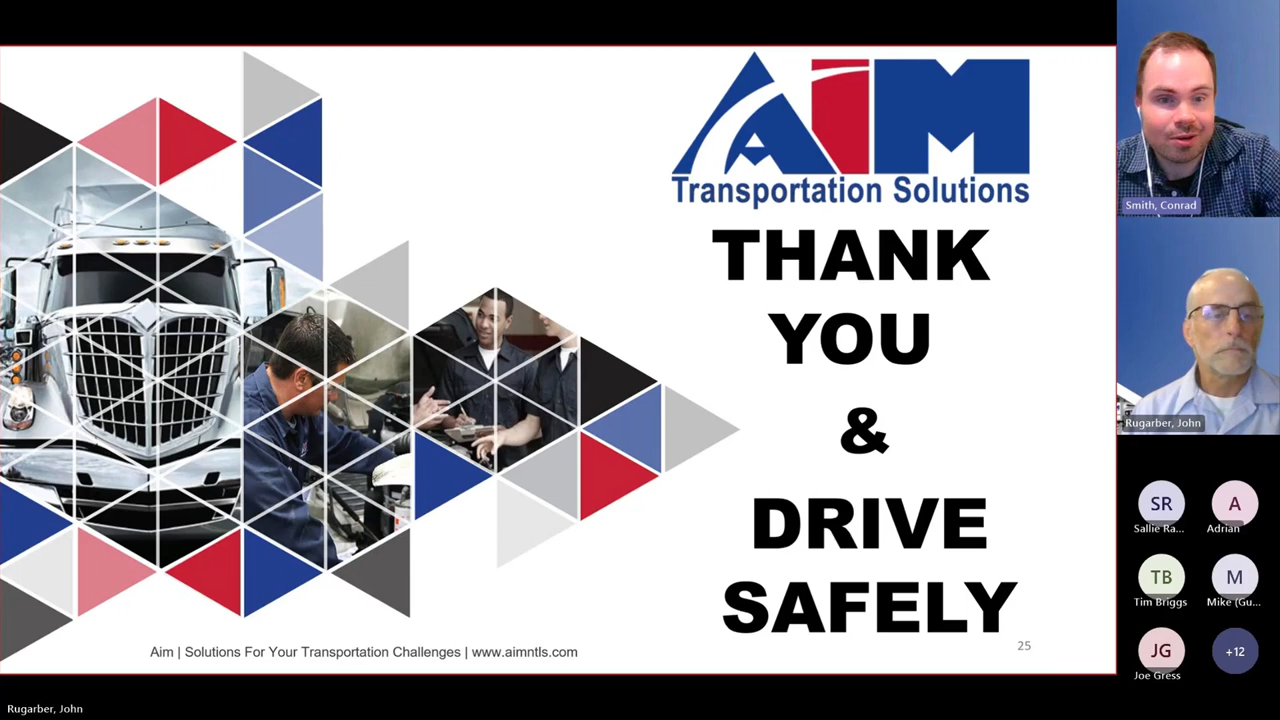 AIM
Transportation Solutions
THANK
YOU
&
DRIVE
SAFELY
25
Aim | Solutions For Your Transportation Challenges | www.aimntls.com
Smith, Conrad
Rugarber, John
SR
Sallie Ra...
A
Adrian
TB
Tim Briggs
M
Mike (Gu...
JG
Joe Gress
+12
Rugarber, John